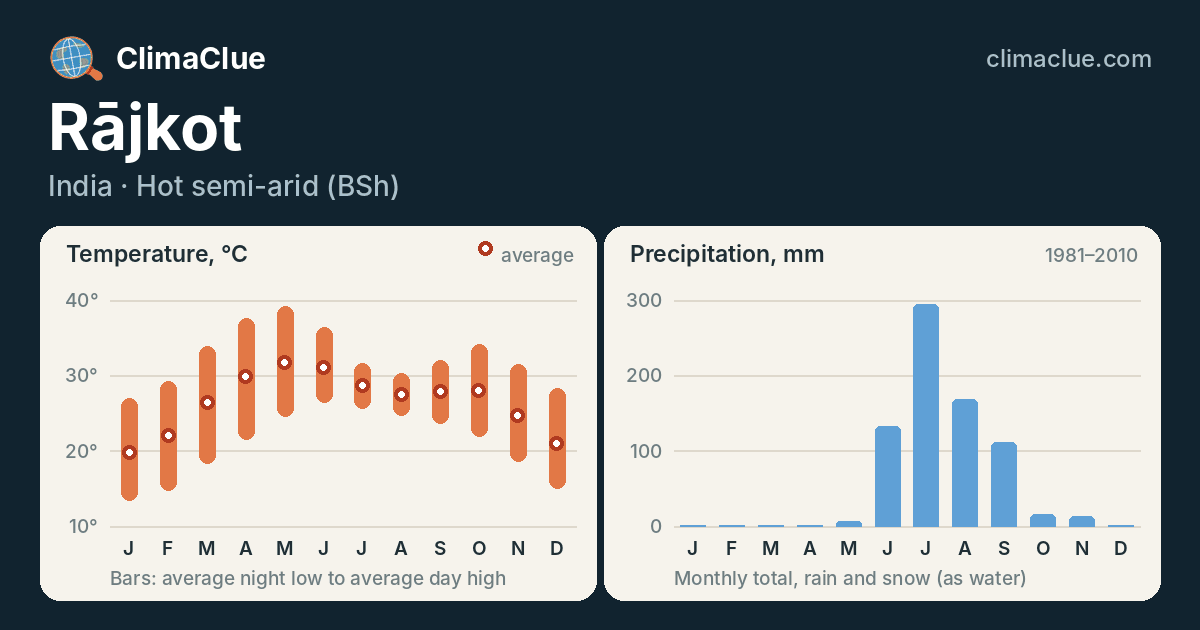 ClimaClue
climaclue.com
Rājkot
India · Hot semi-arid (BSh)
Temperature, °C
average
40°
30°
20°
10°
J F M A M J J A S O N D
Bars: average night low to average day high
Precipitation, mm
1981–2010
300
200
100
0
J F M A M J J A S O N D
Monthly total, rain and snow (as water)